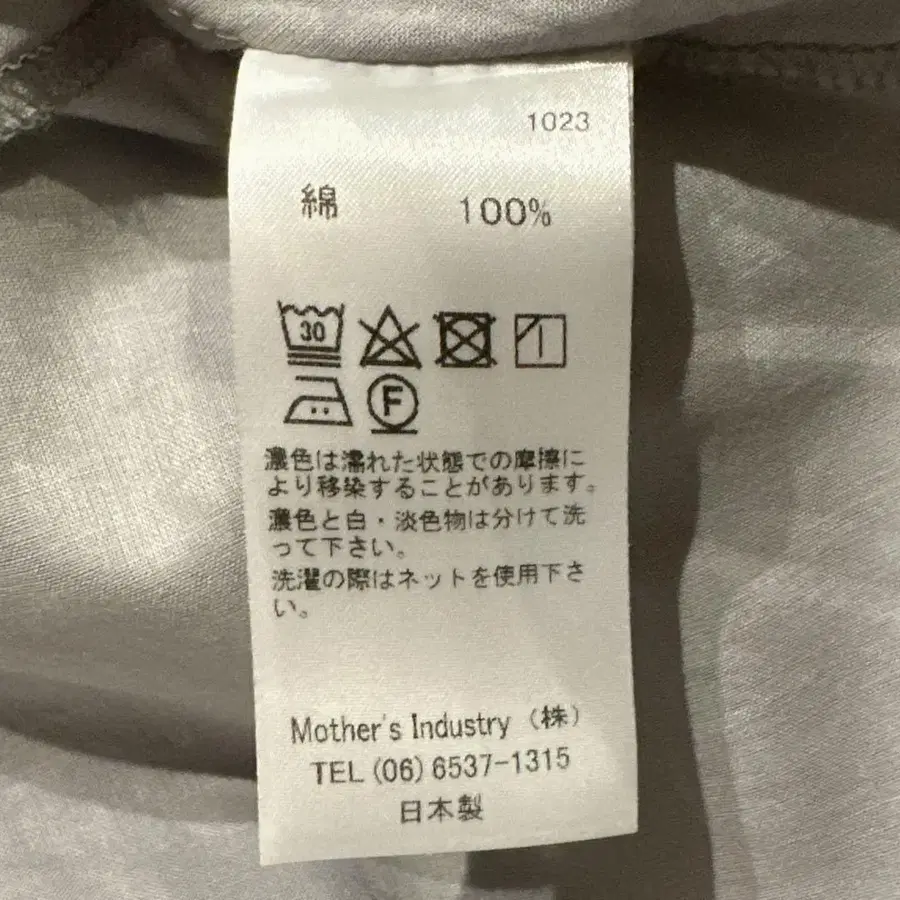 1023
綿 100%
30
F
濃色は濡れた状態での摩擦に
より移染することがあります。
濃色と白・淡色物は分けて洗
って下さい。
洗濯の際はネットを使用下さ
い。
Mother's Industry（株）
TEL(06)6537-1315
日本製